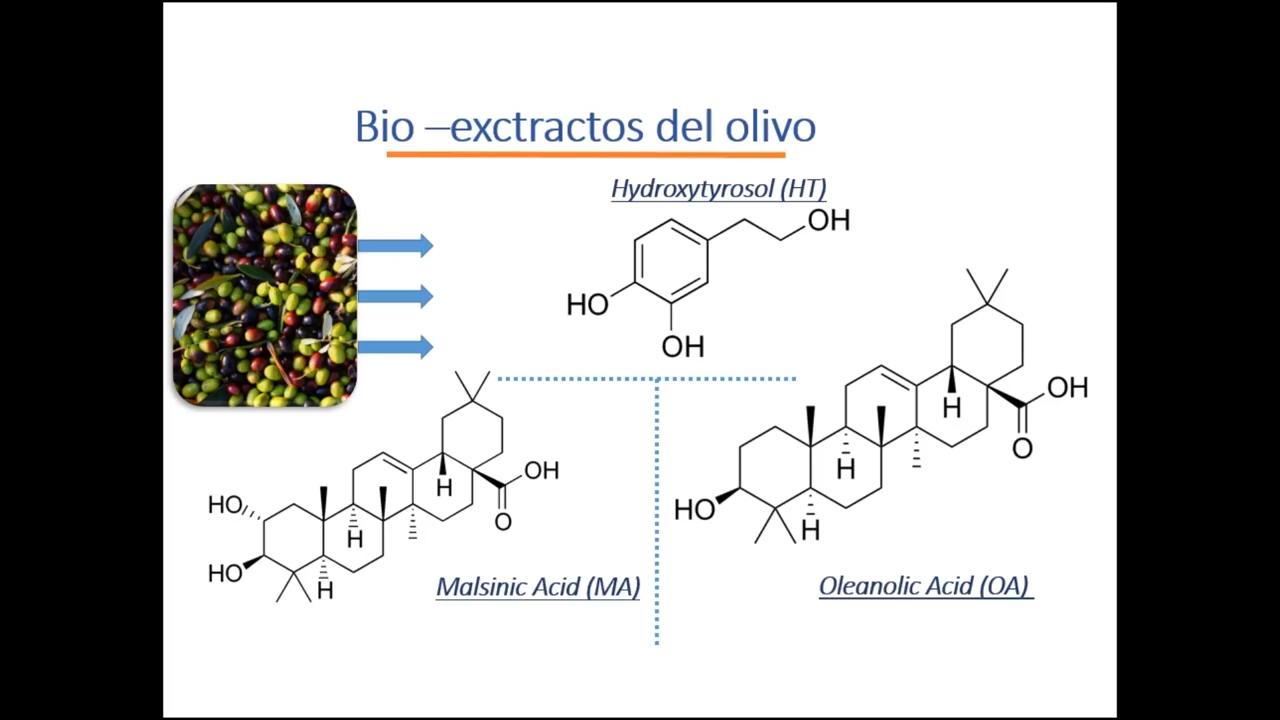 Bio –exctractos del olivo
Hydroxytyrosol (HT)
OH
HO
OH
OH
H
O
H
HO
H
OH
HO
H
O
H
HO
H
Malsinic Acid (MA)
Oleanolic Acid (OA)